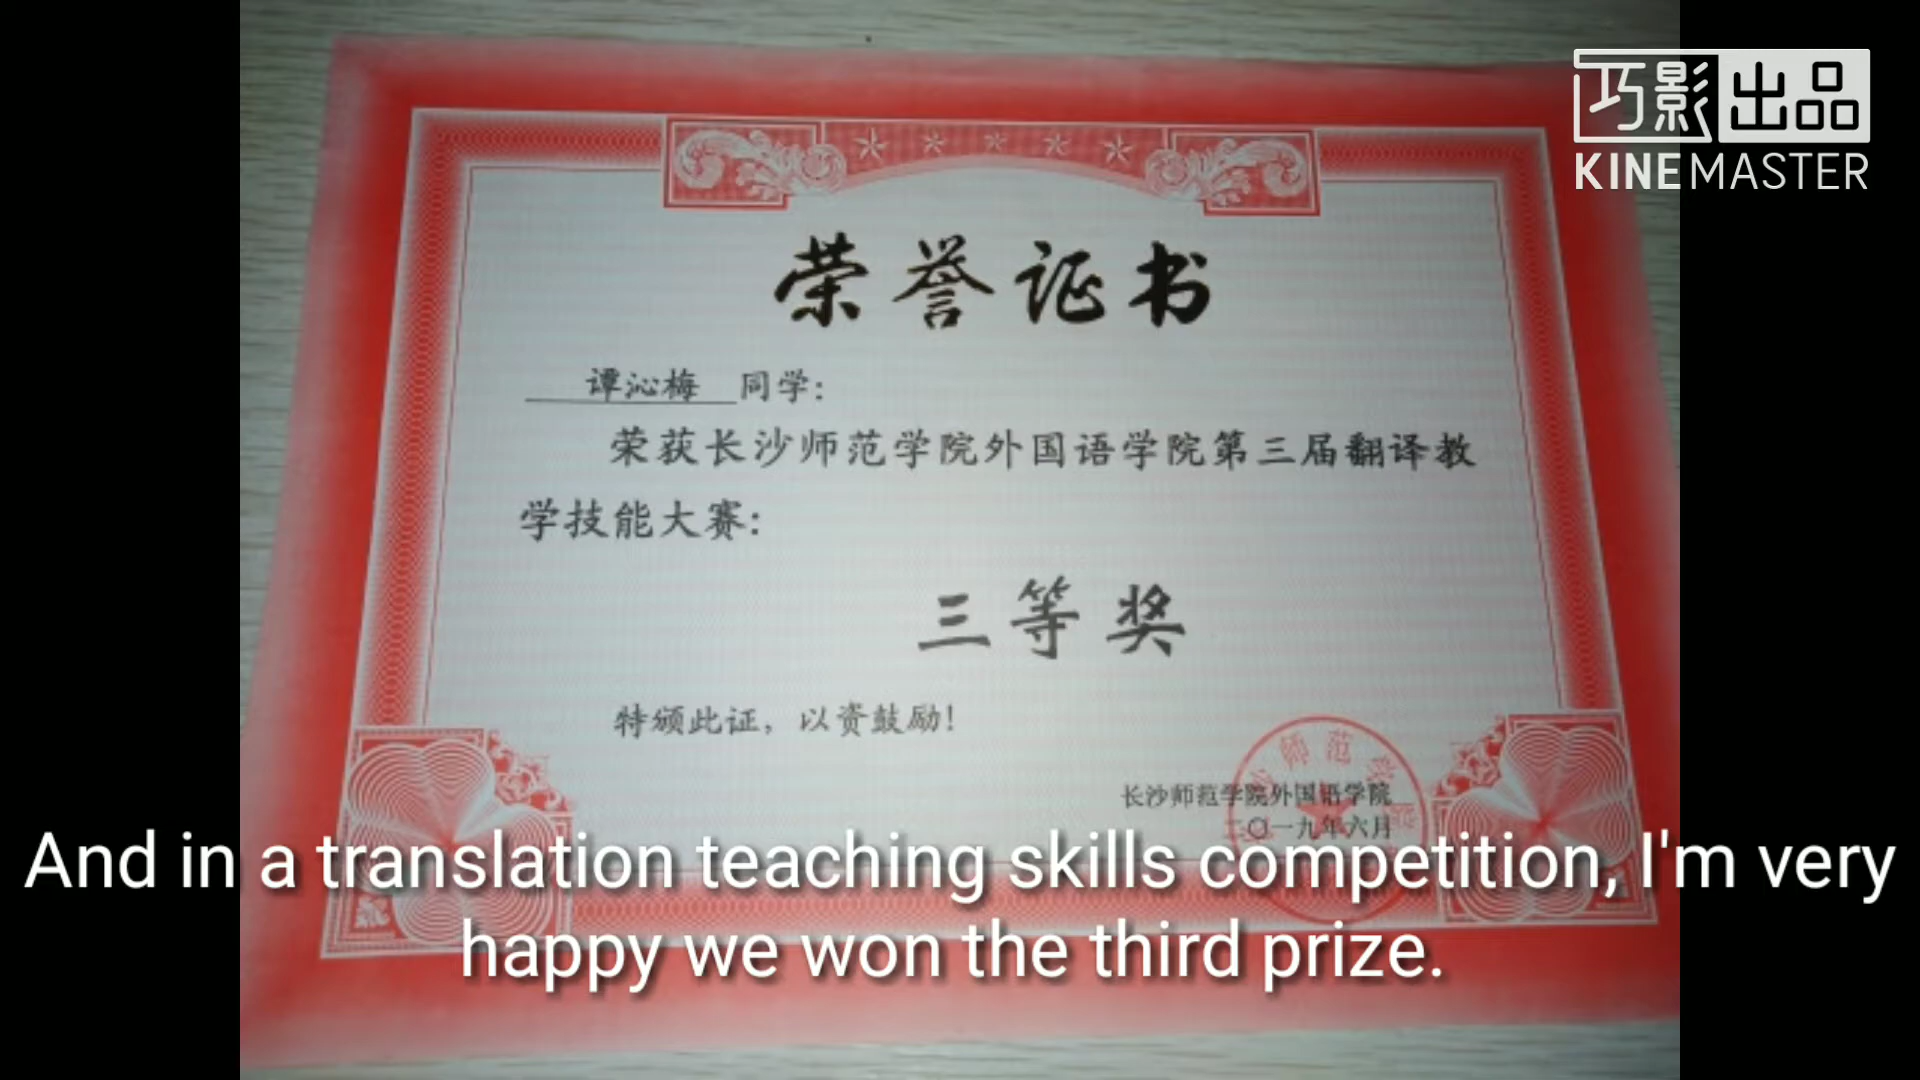 巧影出品
KINEMASTER
荣誉证书
谭沁梅 同学:
荣获长沙师范学院外国语学院第三届翻译教
学技能大赛:
三等奖
特颁此证，以资鼓励!
师范学
长沙师范学院外国语学院
二〇一九年六月
And in a translation teaching skills competition, I'm very
happy we won the third prize.